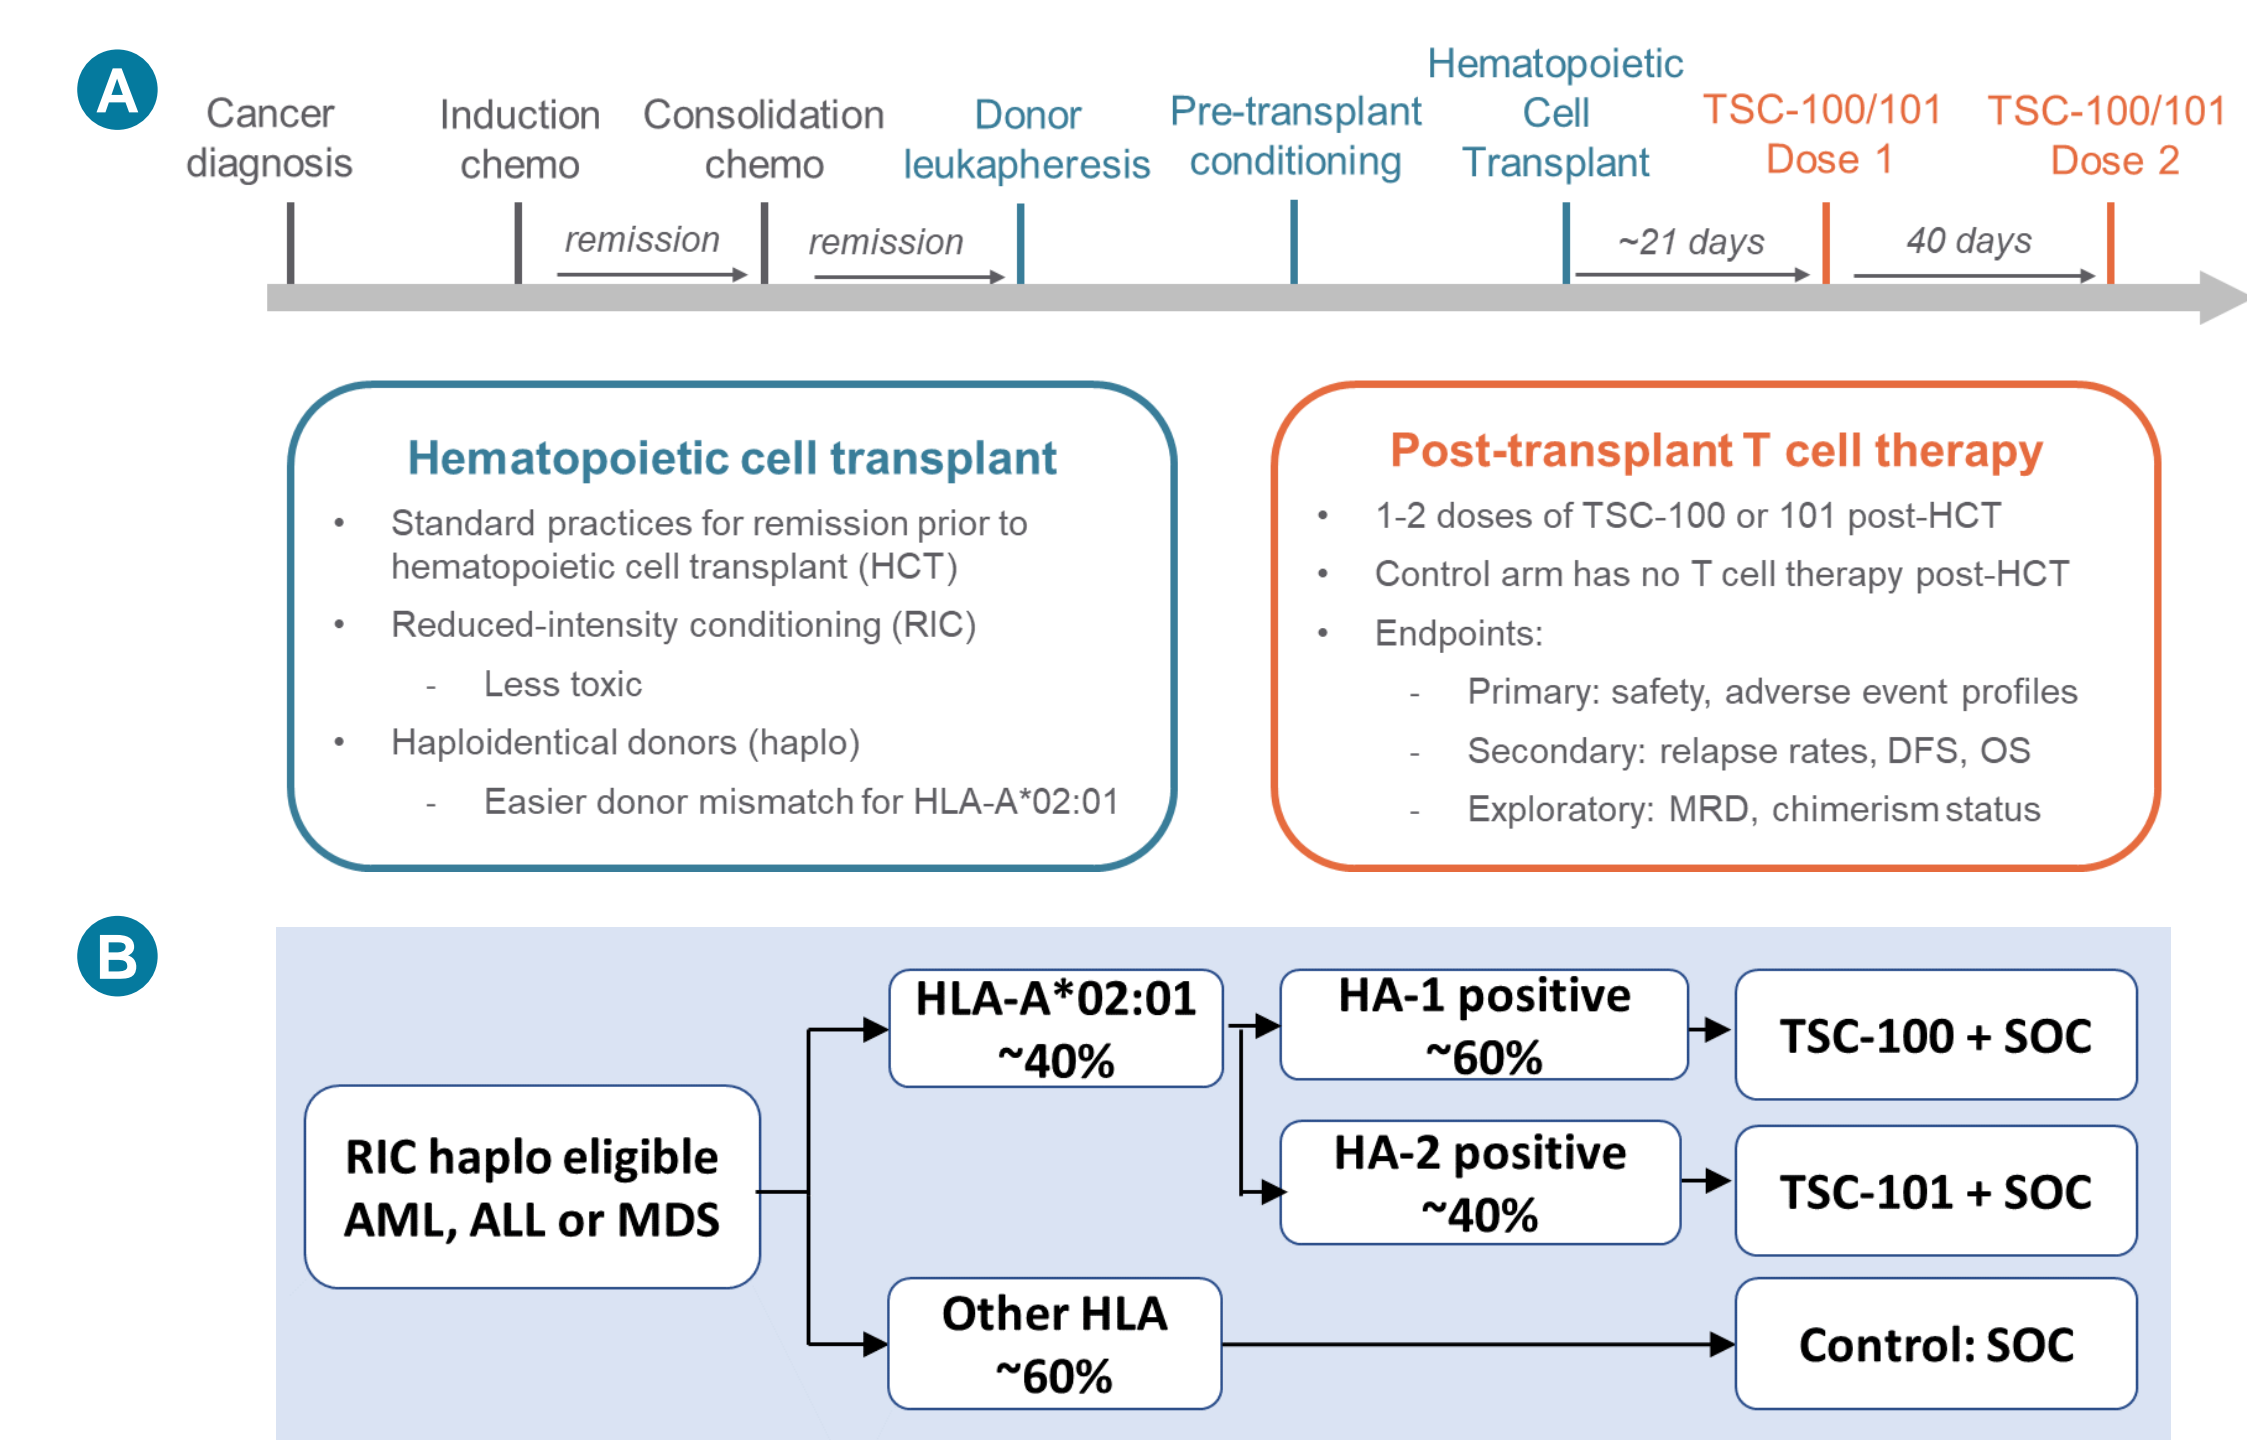 A
Cancer
diagnosis
Induction
chemo
Consolidation
chemo
Donor
leukapheresis
Pre-transplant
conditioning
Hematopoietic
Cell
Transplant
TSC-100/101
Dose 1
TSC-100/101
Dose 2
remission
remission
~21 days
40 days
Hematopoietic cell transplant
• Standard practices for remission prior to
hematopoietic cell transplant (HCT)
• Reduced-intensity conditioning (RIC)
- Less toxic
• Haploidentical donors (haplo)
- Easier donor mismatch for HLA-A*02:01
Post-transplant T cell therapy
• 1-2 doses of TSC-100 or 101 post-HCT
• Control arm has no T cell therapy post-HCT
• Endpoints:
- Primary: safety, adverse event profiles
- Secondary: relapse rates, DFS, OS
- Exploratory: MRD, chimerism status
B
RIC haplo eligible
AML, ALL or MDS
HLA-A*02:01
~40%
HA-1 positive
~60%
TSC-100 + SOC
HA-2 positive
~40%
TSC-101 + SOC
Other HLA
~60%
Control: SOC